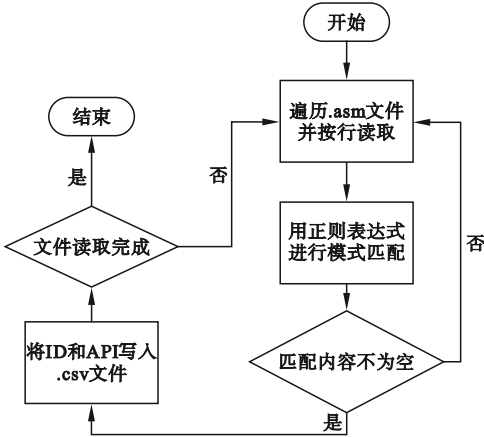 开始
遍历.asm文件
并按行读取
用正则表达式
进行模式匹配
匹配内容不为空
否
是
将ID和API写入
.csv文件
文件读取完成
否
是
结束